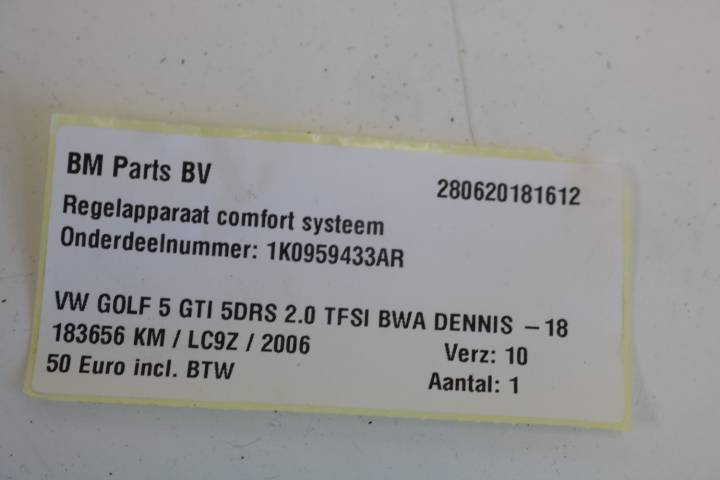 BM Parts BV 280620181612
Regelapparaat comfort systeem
Onderdeelnummer: 1K0959433AR
VW GOLF 5 GTI 5DRS 2.0 TFSI BWA DENNIS – 18
183656 KM / LC9Z / 2006 Verz: 10
50 Euro incl. BTW Aantal: 1